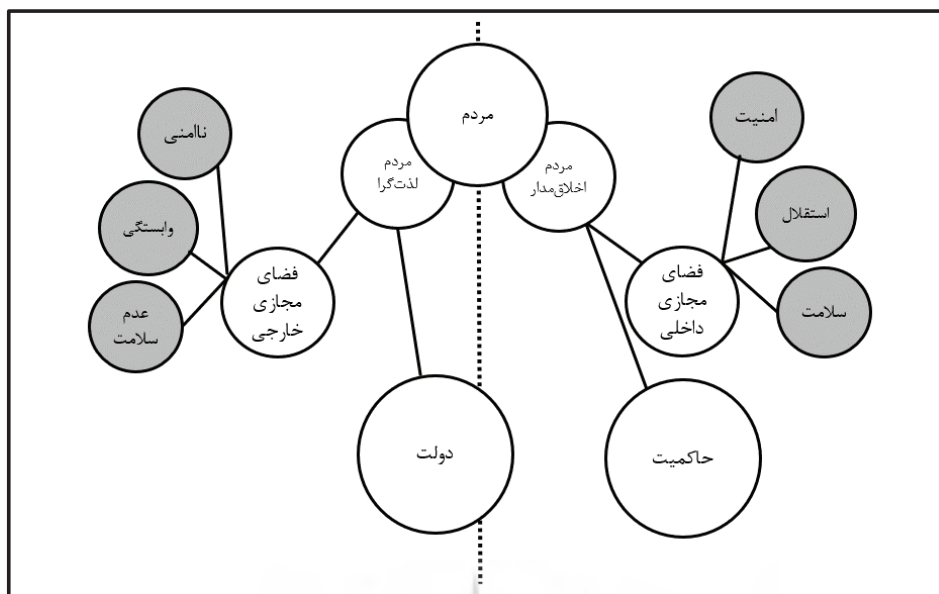 مردم
امنیت
ناامنی
مردم
اخلاق‌مدار
مردم
لذت‌گرا
استقلال
وابستگی
فضای
مجازی
داخلی
فضای
مجازی
خارجی
سلامت
عدم
سلامت
حاکمیت
دولت